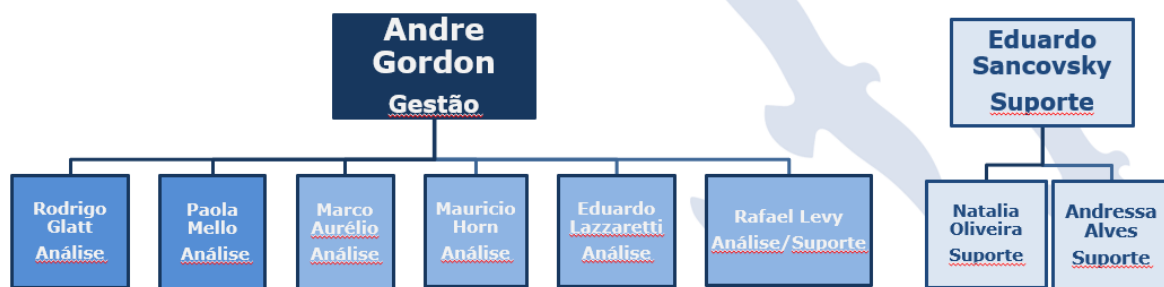 Andre
Gordon
Gestão
Eduardo
Sancovsky
Suporte
Rodrigo
Glatt
Análise
Paola
Mello
Análise
Marco
Aurélio
Análise
Mauricio
Horn
Análise
Eduardo
Lazzaretti
Análise
Rafael Levy
Análise/Suporte
Natalia
Oliveira
Suporte
Andressa
Alves
Suporte